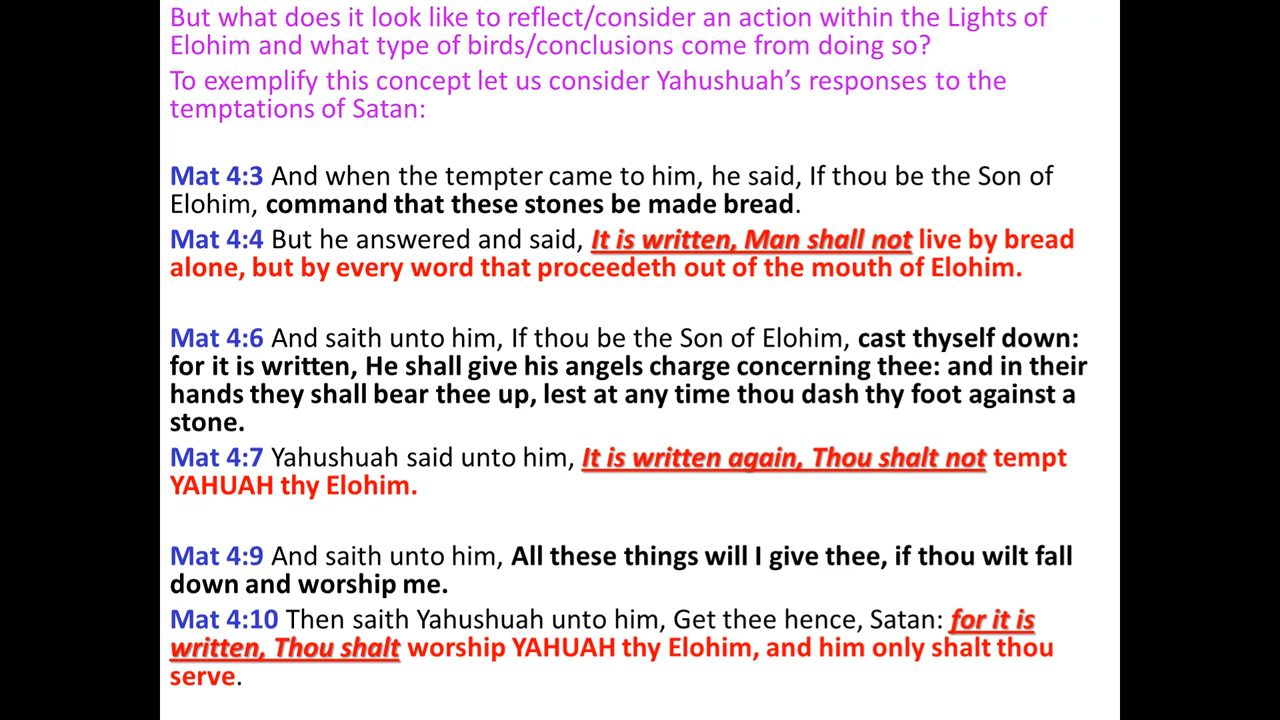 But what does it look like to reflect/consider an action within the Lights of
Elohim and what type of birds/conclusions come from doing so?
To exemplify this concept let us consider Yahushuah’s responses to the
temptations of Satan:
Mat 4:3 And when the tempter came to him, he said, If thou be the Son of
Elohim, command that these stones be made bread.
Mat 4:4 But he answered and said, It is written, Man shall not live by bread
alone, but by every word that proceedeth out of the mouth of Elohim.
Mat 4:6 And saith unto him, If thou be the Son of Elohim, cast thyself down:
for it is written, He shall give his angels charge concerning thee: and in their
hands they shall bear thee up, lest at any time thou dash thy foot against a
stone.
Mat 4:7 Yahushuah said unto him, It is written again, Thou shalt not tempt
YAHUAH thy Elohim.
Mat 4:9 And saith unto him, All these things will I give thee, if thou wilt fall
down and worship me.
Mat 4:10 Then saith Yahushuah unto him, Get thee hence, Satan: for it is
written, Thou shalt worship YAHUAH thy Elohim, and him only shalt thou
serve.